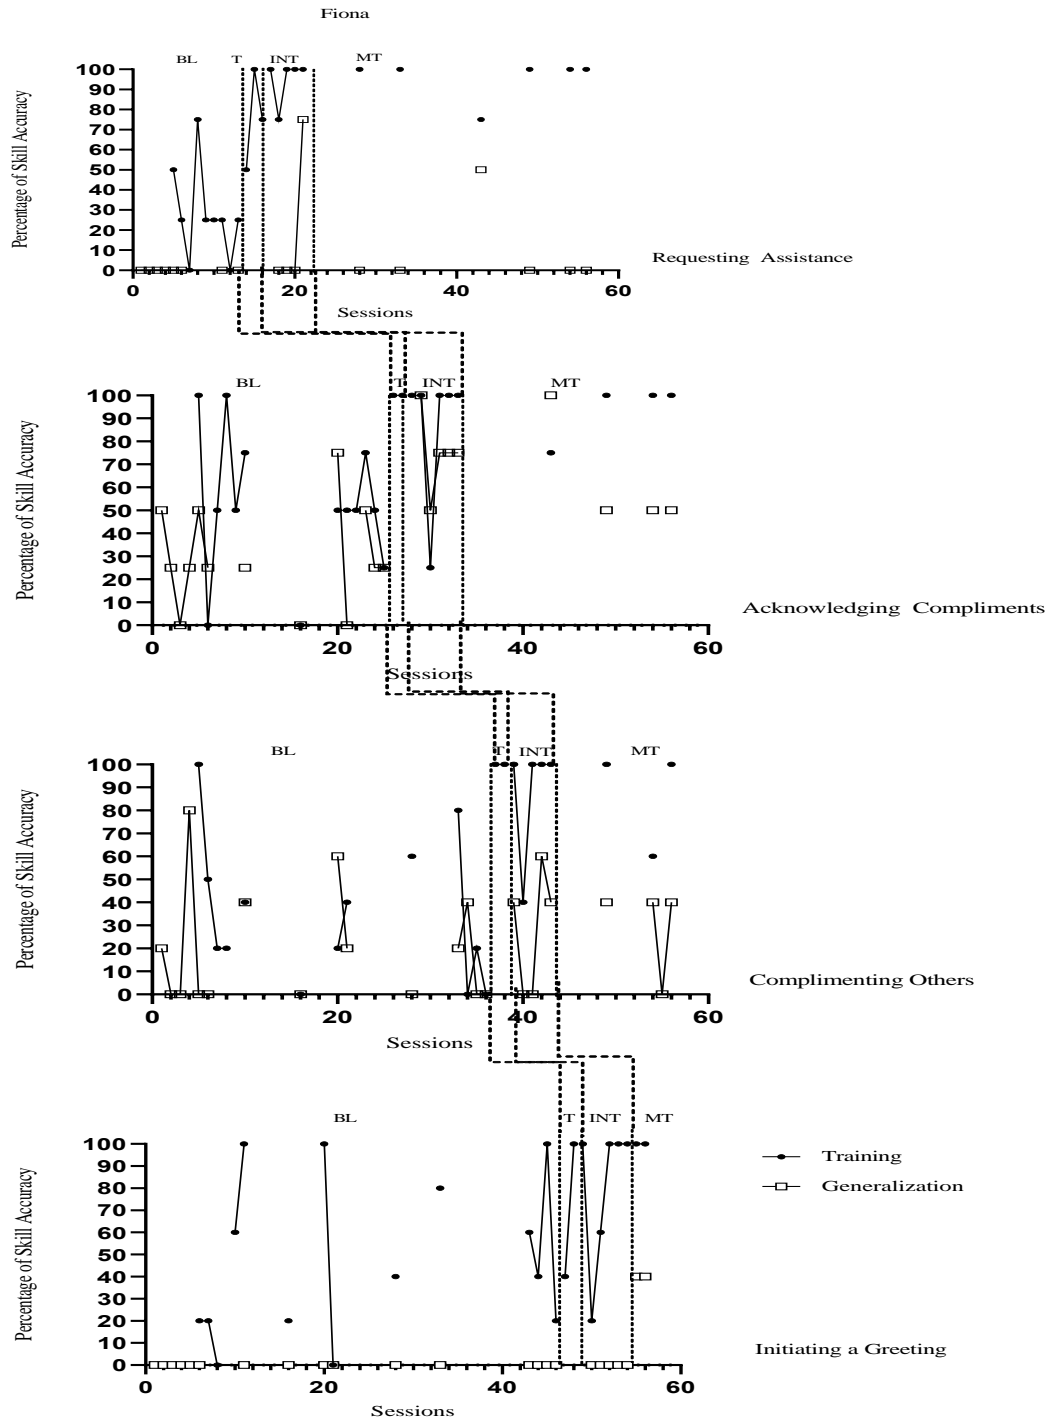 Fiona
BL T INT MT
Percentage of Skill Accuracy
100
90
80
70
60
50
40
30
20
10
0
0 20 40 60
Requesting Assistance
Sessions
BL T INT MT
Percentage of Skill Accuracy
100
90
80
70
60
50
40
30
20
10
0
0 20 40 60
Acknowledging Compliments
Sessions
BL T INT MT
Percentage of Skill Accuracy
100
90
80
70
60
50
40
30
20
10
0
0 20 40 60
Complimenting Others
Sessions
BL T INT MT
Percentage of Skill Accuracy
100
90
80
70
60
50
40
30
20
10
0
0 20 40 60
Training
Generalization
Initiating a Greeting
Sessions